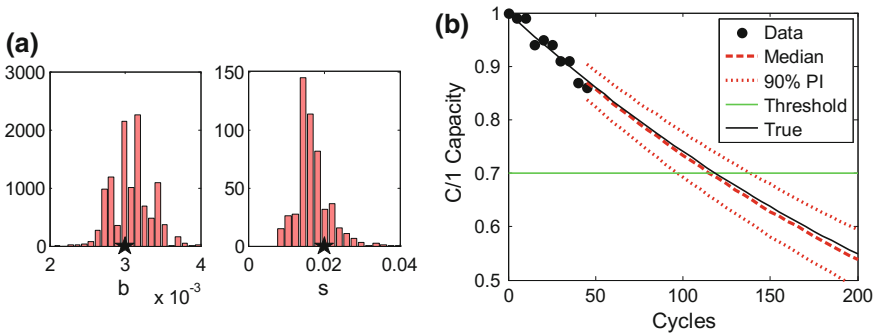 (a)
3000
2000
1000
0
2
3
4
b
x 10⁻³
150
100
50
0
0
0.02
0.04
s
(b)
1
0.9
0.8
0.7
0.6
0.5
C/1 Capacity
0
50
100
150
200
Cycles
Data
Median
90% PI
Threshold
True